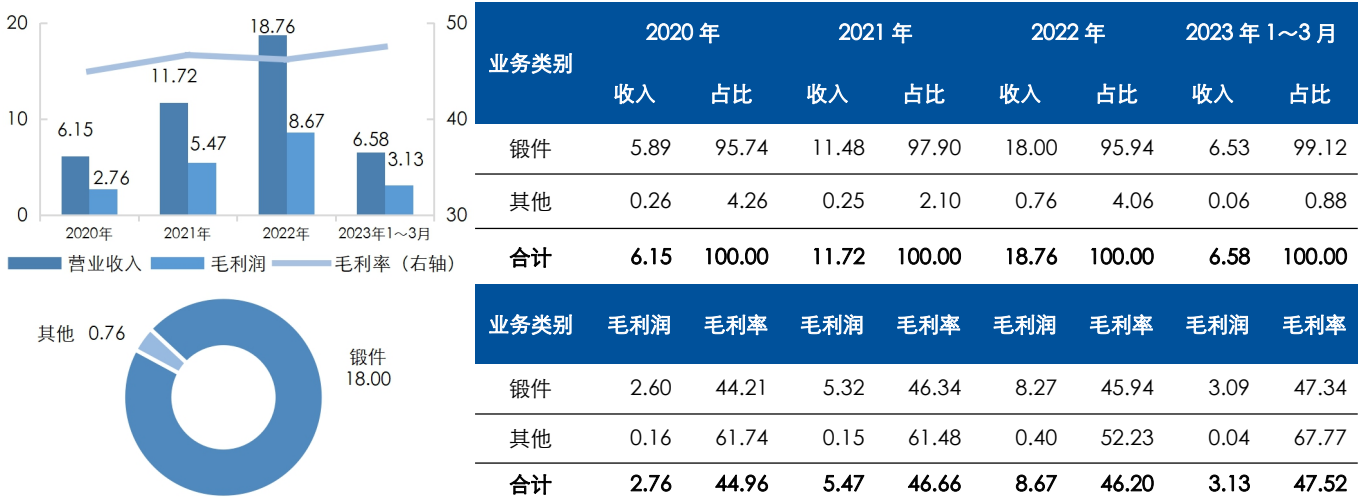 20
50
18.76
11.72
6.15
8.67
6.58
5.47
3.13
2.76
10
40
0
30
2020年
2021年
2022年
2023年1～3月
营业收入 毛利润 毛利率（右轴）
其他 0.76
锻件
18.00
业务类别 2020 年 2021 年 2022 年 2023 年 1～3 月
收入 占比 收入 占比 收入 占比 收入 占比
锻件 5.89 95.74 11.48 97.90 18.00 95.94 6.53 99.12
其他 0.26 4.26 0.25 2.10 0.76 4.06 0.06 0.88
合计 6.15 100.00 11.72 100.00 18.76 100.00 6.58 100.00
业务类别 毛利润 毛利率 毛利润 毛利率 毛利润 毛利率 毛利润 毛利率
锻件 2.60 44.21 5.32 46.34 8.27 45.94 3.09 47.34
其他 0.16 61.74 0.15 61.48 0.40 52.23 0.04 67.77
合计 2.76 44.96 5.47 46.66 8.67 46.20 3.13 47.52